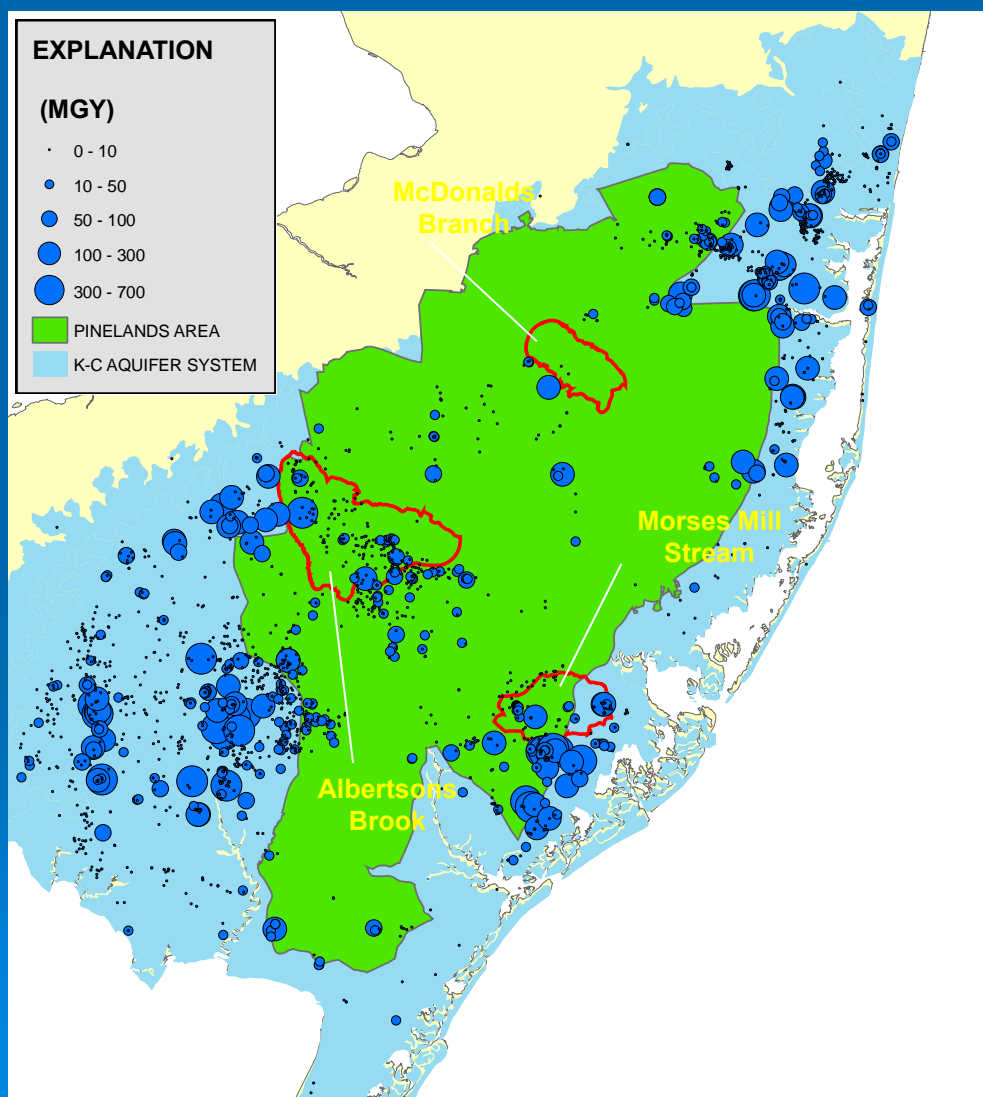 EXPLANATION
(MGY)
0 - 10
10 - 50
50 - 100
100 - 300
300 - 700
PINELANDS AREA
K-C AQUIFER SYSTEM
McDonalds
Branch
Morses Mill
Stream
Albertsons
Brook